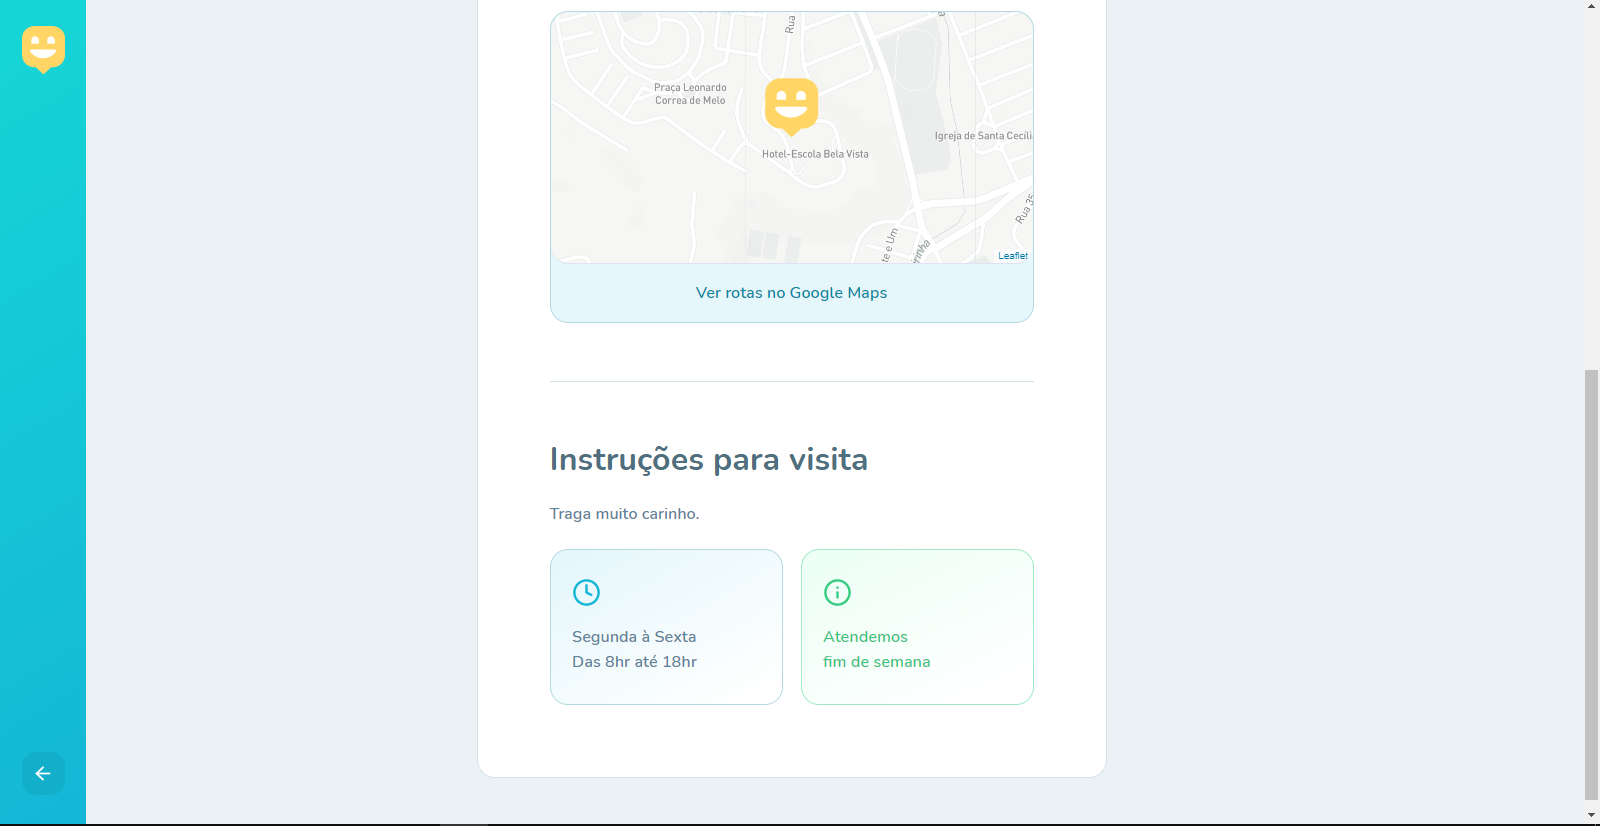 Rua
a
Praça Leonardo
Correa de Melo
Igreja de Santa Cecíli
Hotel-Escola Bela Vista
Rua 35
te e Um
rinha
Leaflet
Ver rotas no Google Maps
Instruções para visita
Traga muito carinho.
Segunda à Sexta
Das 8hr até 18hr
Atendemos
fim de semana